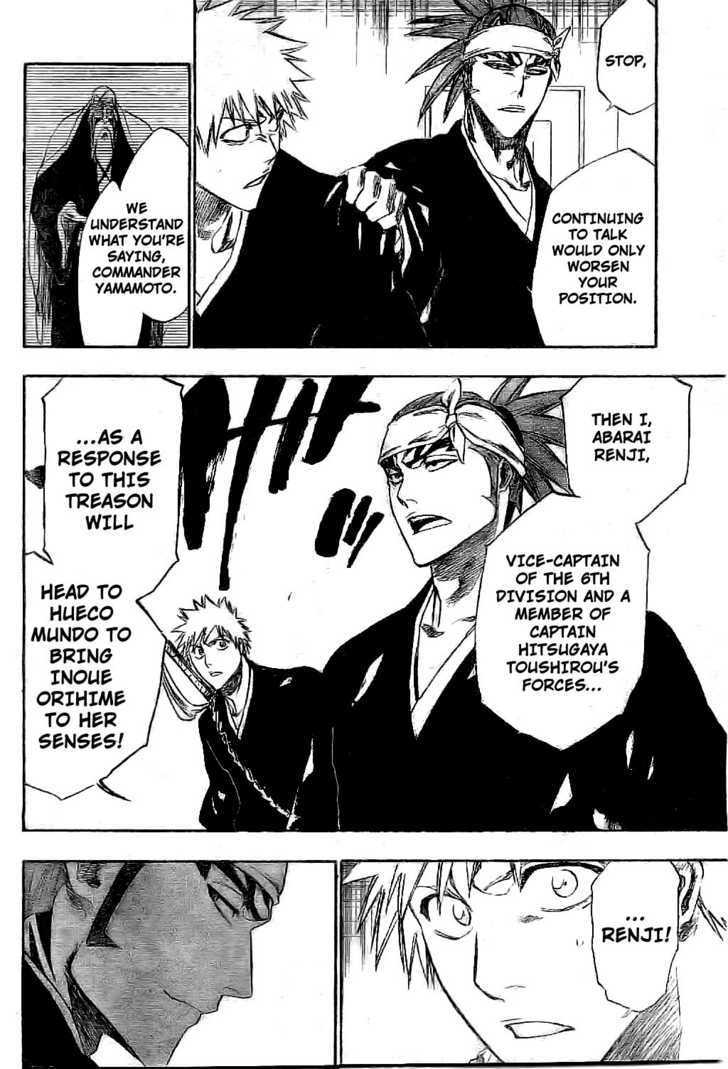 STOP,
CONTINUING
TO TALK
WOULD ONLY
WORSEN
YOUR
POSITION.
WE
UNDERSTAND
WHAT YOU'RE
SAYING,
COMMANDER
YAMAMOTO.
THEN I,
ABARAI
RENJI,
VICE-CAPTAIN
OF THE 6TH
DIVISION AND A
MEMBER OF
CAPTAIN
HITSUGAYA
TOUSHIROU'S
FORCES...
...AS A
RESPONSE
TO THIS
TREASON
WILL
HEAD TO
HUECO
MUNDO TO
BRING
INOUE
ORIHIME
TO HER
SENSES!
...
RENJI!